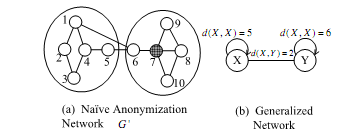 1
9
d(X,X)=5
d(X,X)=6
d(X,Y)=2
2
4
5
6
7
8
X
Y
3
10
(a) Naïve Anonymization
Network G'
(b) Generalized
Network